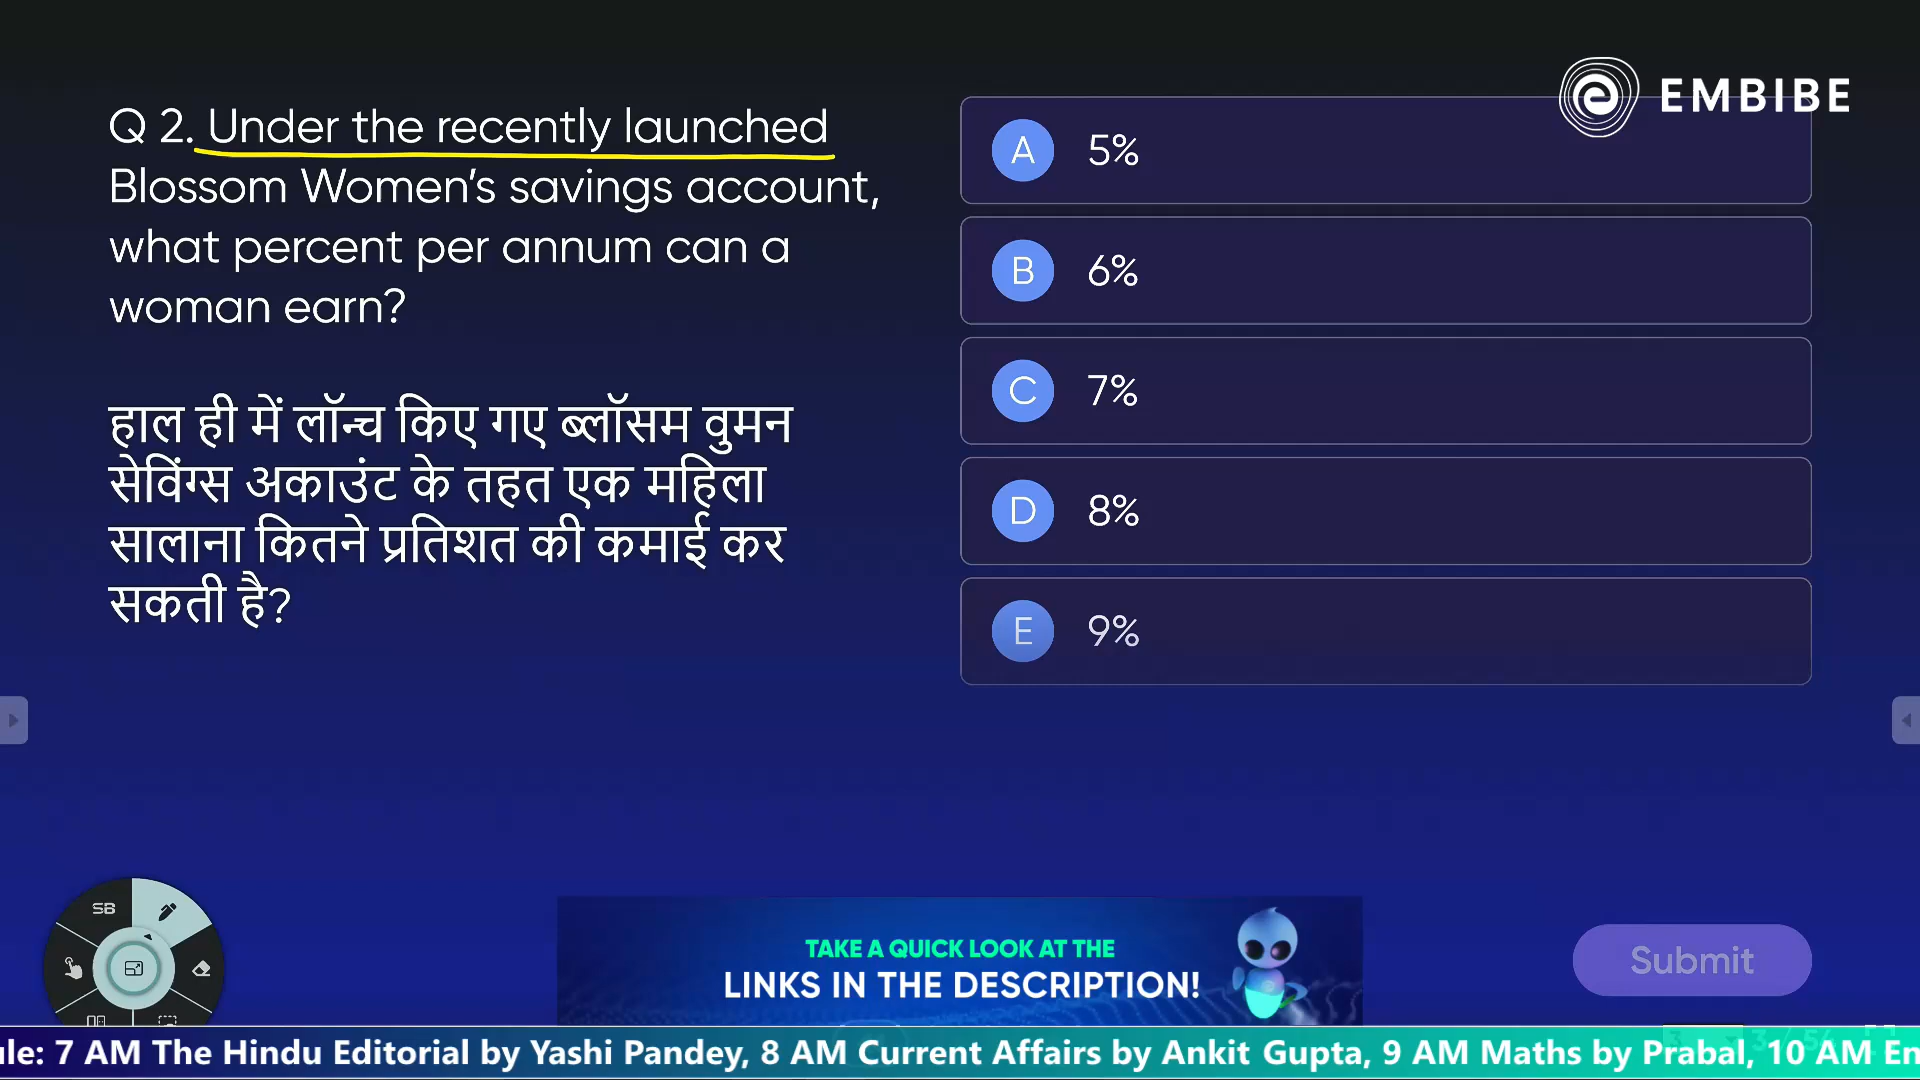 EMBIBE
Q 2. Under the recently launched
Blossom Women's savings account,
what percent per annum can a
woman earn?
हाल ही में लॉन्च किए गए ब्लॉसम वुमन
सेविंग्स अकाउंट के तहत एक महिला
सालाना कितने प्रतिशत की कमाई कर
सकती है?
A 5%
B 6%
C 7%
D 8%
E 9%
SB
TAKE A QUICK LOOK AT THE
LINKS IN THE DESCRIPTION!
Submit
ule: 7 AM The Hindu Editorial by Yashi Pandey, 8 AM Current Affairs by Ankit Gupta, 9 AM Maths by Prabal, 10 AM En